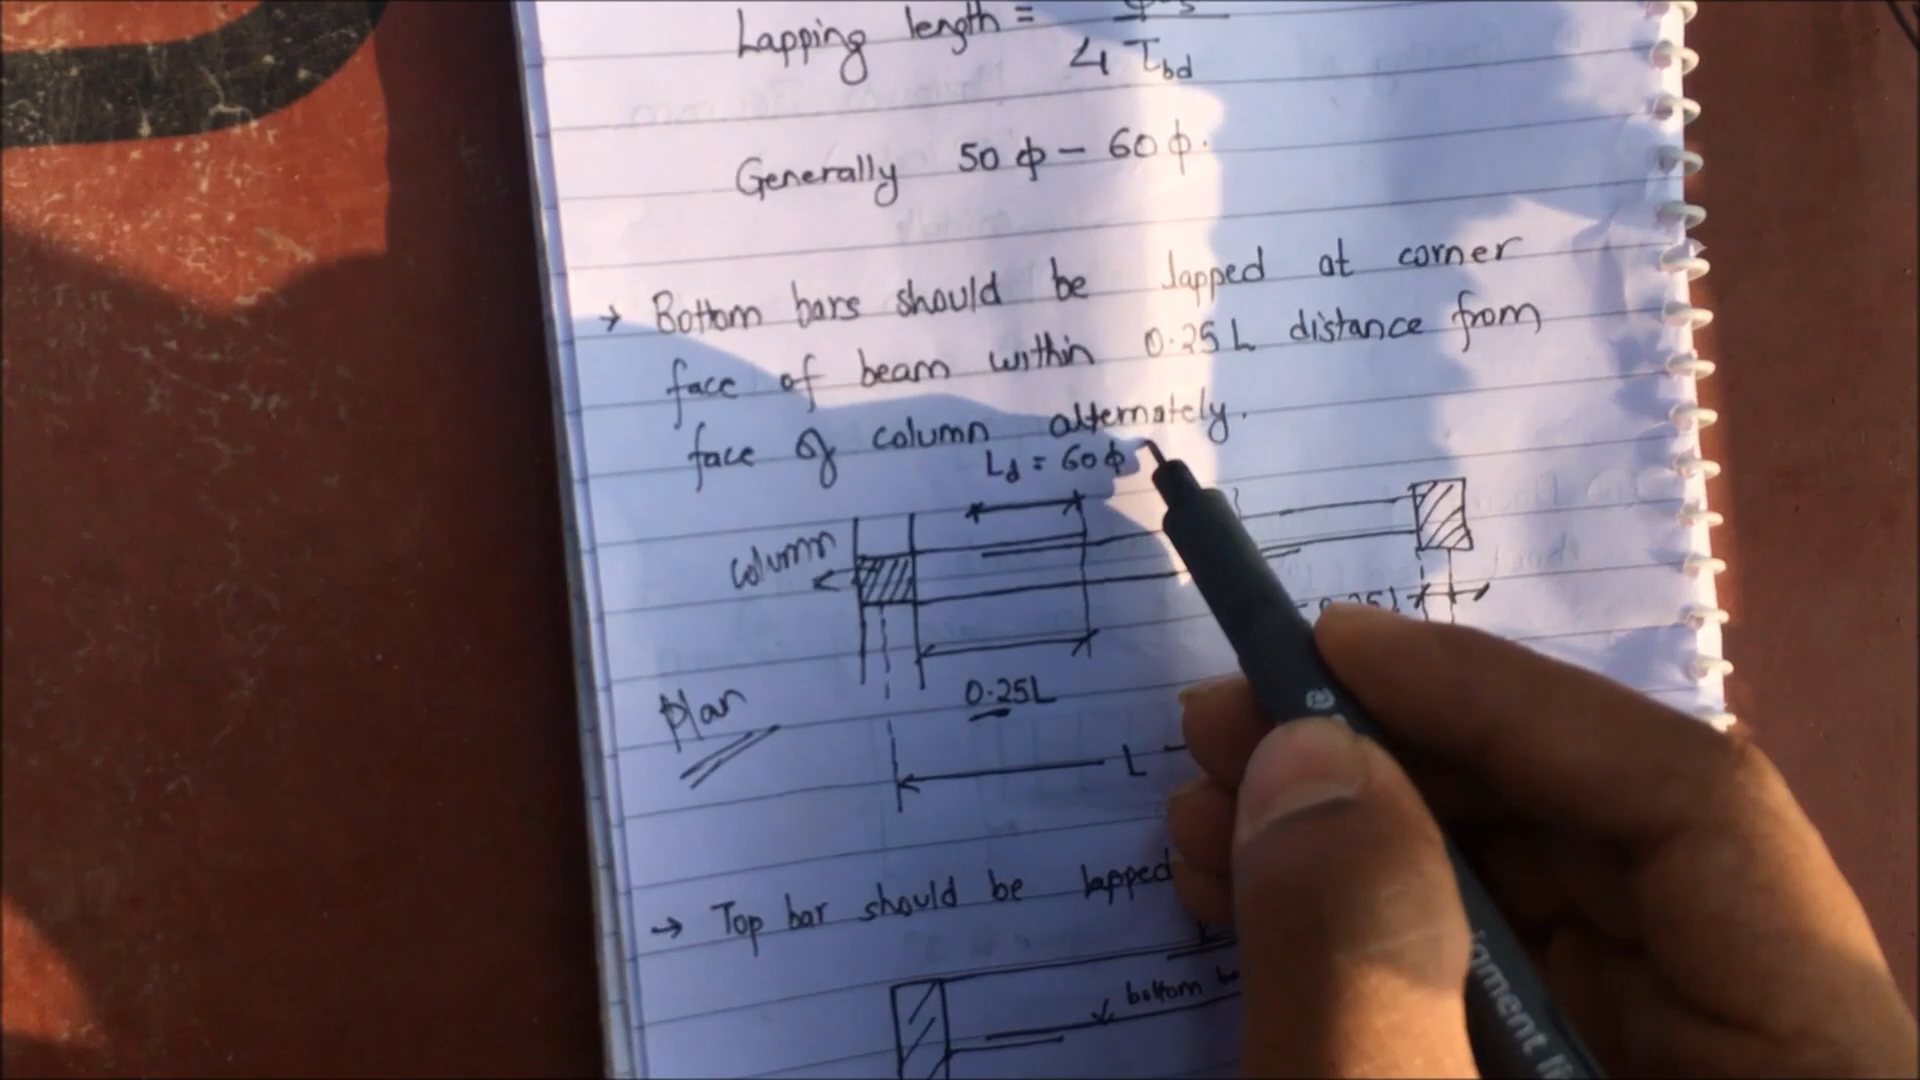 Lapping length =
4 τbd
Generally 50 ϕ - 60 ϕ.
→ Bottom bars should be lapped at corner
face of beam within 0.25 L distance from
face of column alternately.
Ld = 60 ϕ
column
0.25L
0.25L
plan
L
→ Top bar should be lapped
bottom